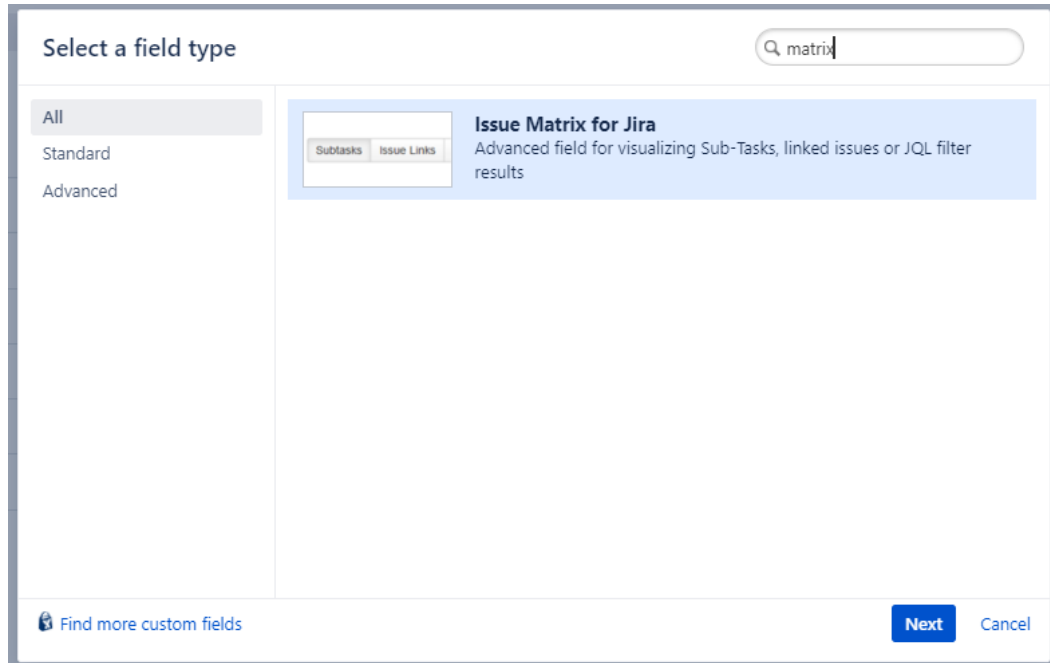 Select a field type
matrix
All
Standard
Advanced
Subtasks Issue Links
Issue Matrix for Jira
Advanced field for visualizing Sub-Tasks, linked issues or JQL filter
results
Find more custom fields
Next
Cancel